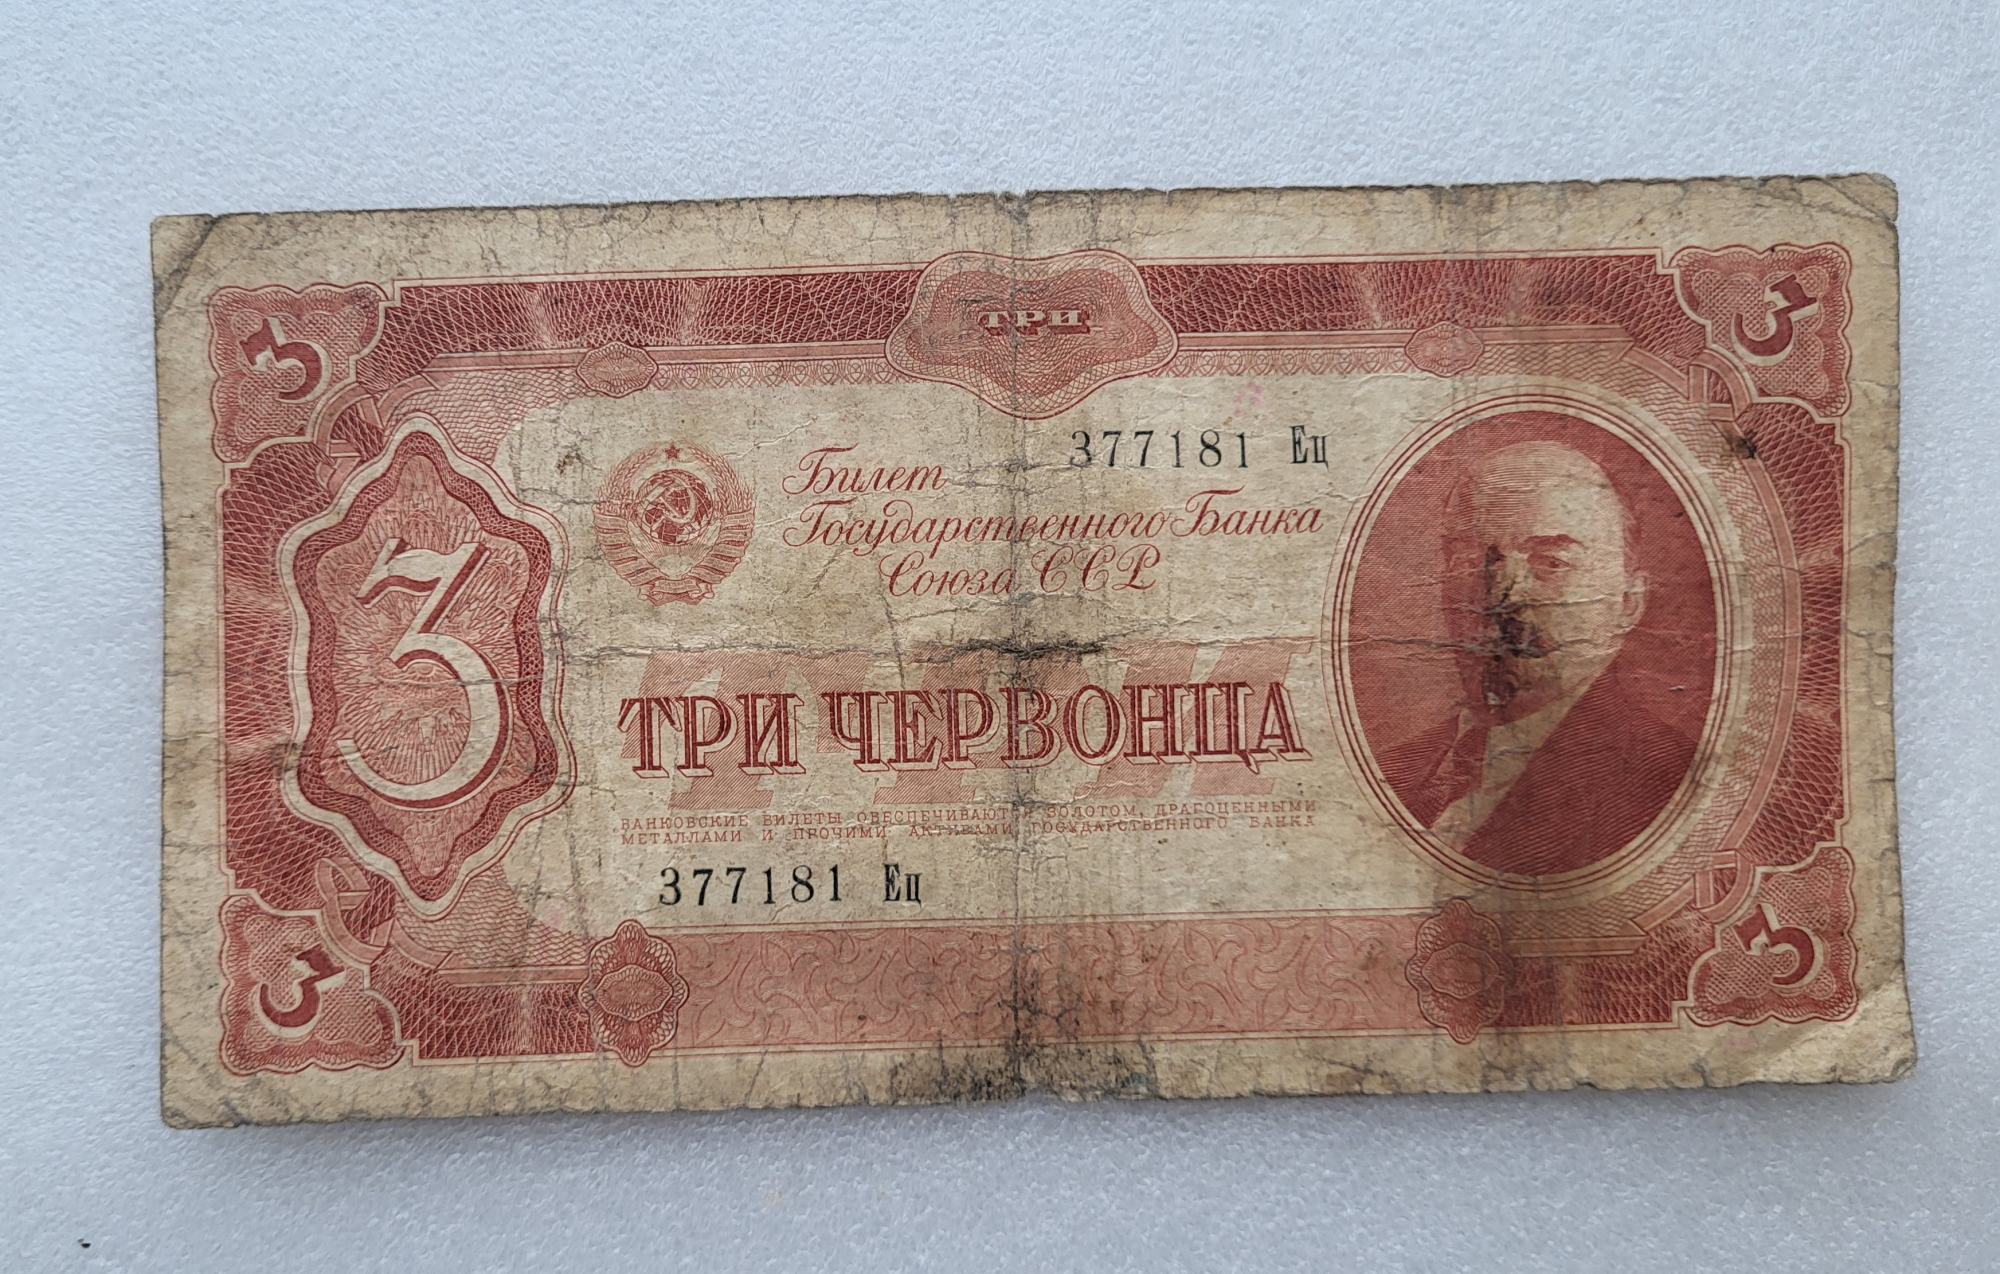 3
ТРИ
3
377181 Ец
Билет
Государственного Банка
Союза ССР
3
ТРИ
ТРИ ЧЕРВОНЦА
БАНКОВСКИЕ БИЛЕТЫ ОБЕСПЕЧИВАЮТСЯ ЗОЛОТОМ, ДРАГОЦЕННЫМИ
МЕТАЛЛАМИ И ПРОЧИМИ АКТИВАМИ ГОСУДАРСТВЕННОГО БАНКА
377181 Ец
3
3